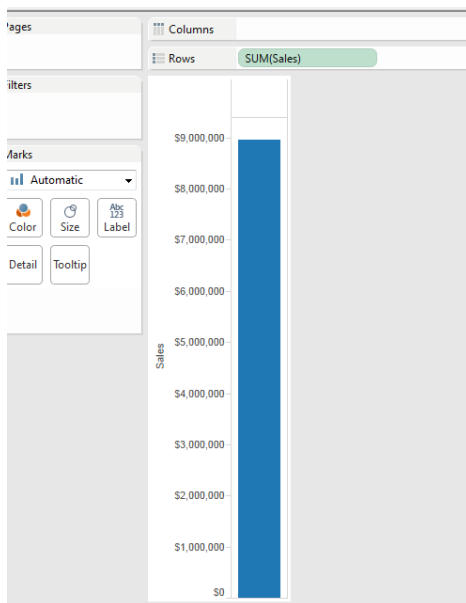 Pages
Columns
Rows SUM(Sales)
Filters
Marks
Automatic
Color Size Abc 123 Label
Detail Tooltip
$9,000,000
$8,000,000
$7,000,000
$6,000,000
$5,000,000
$4,000,000
$3,000,000
$2,000,000
$1,000,000
$0
Sales